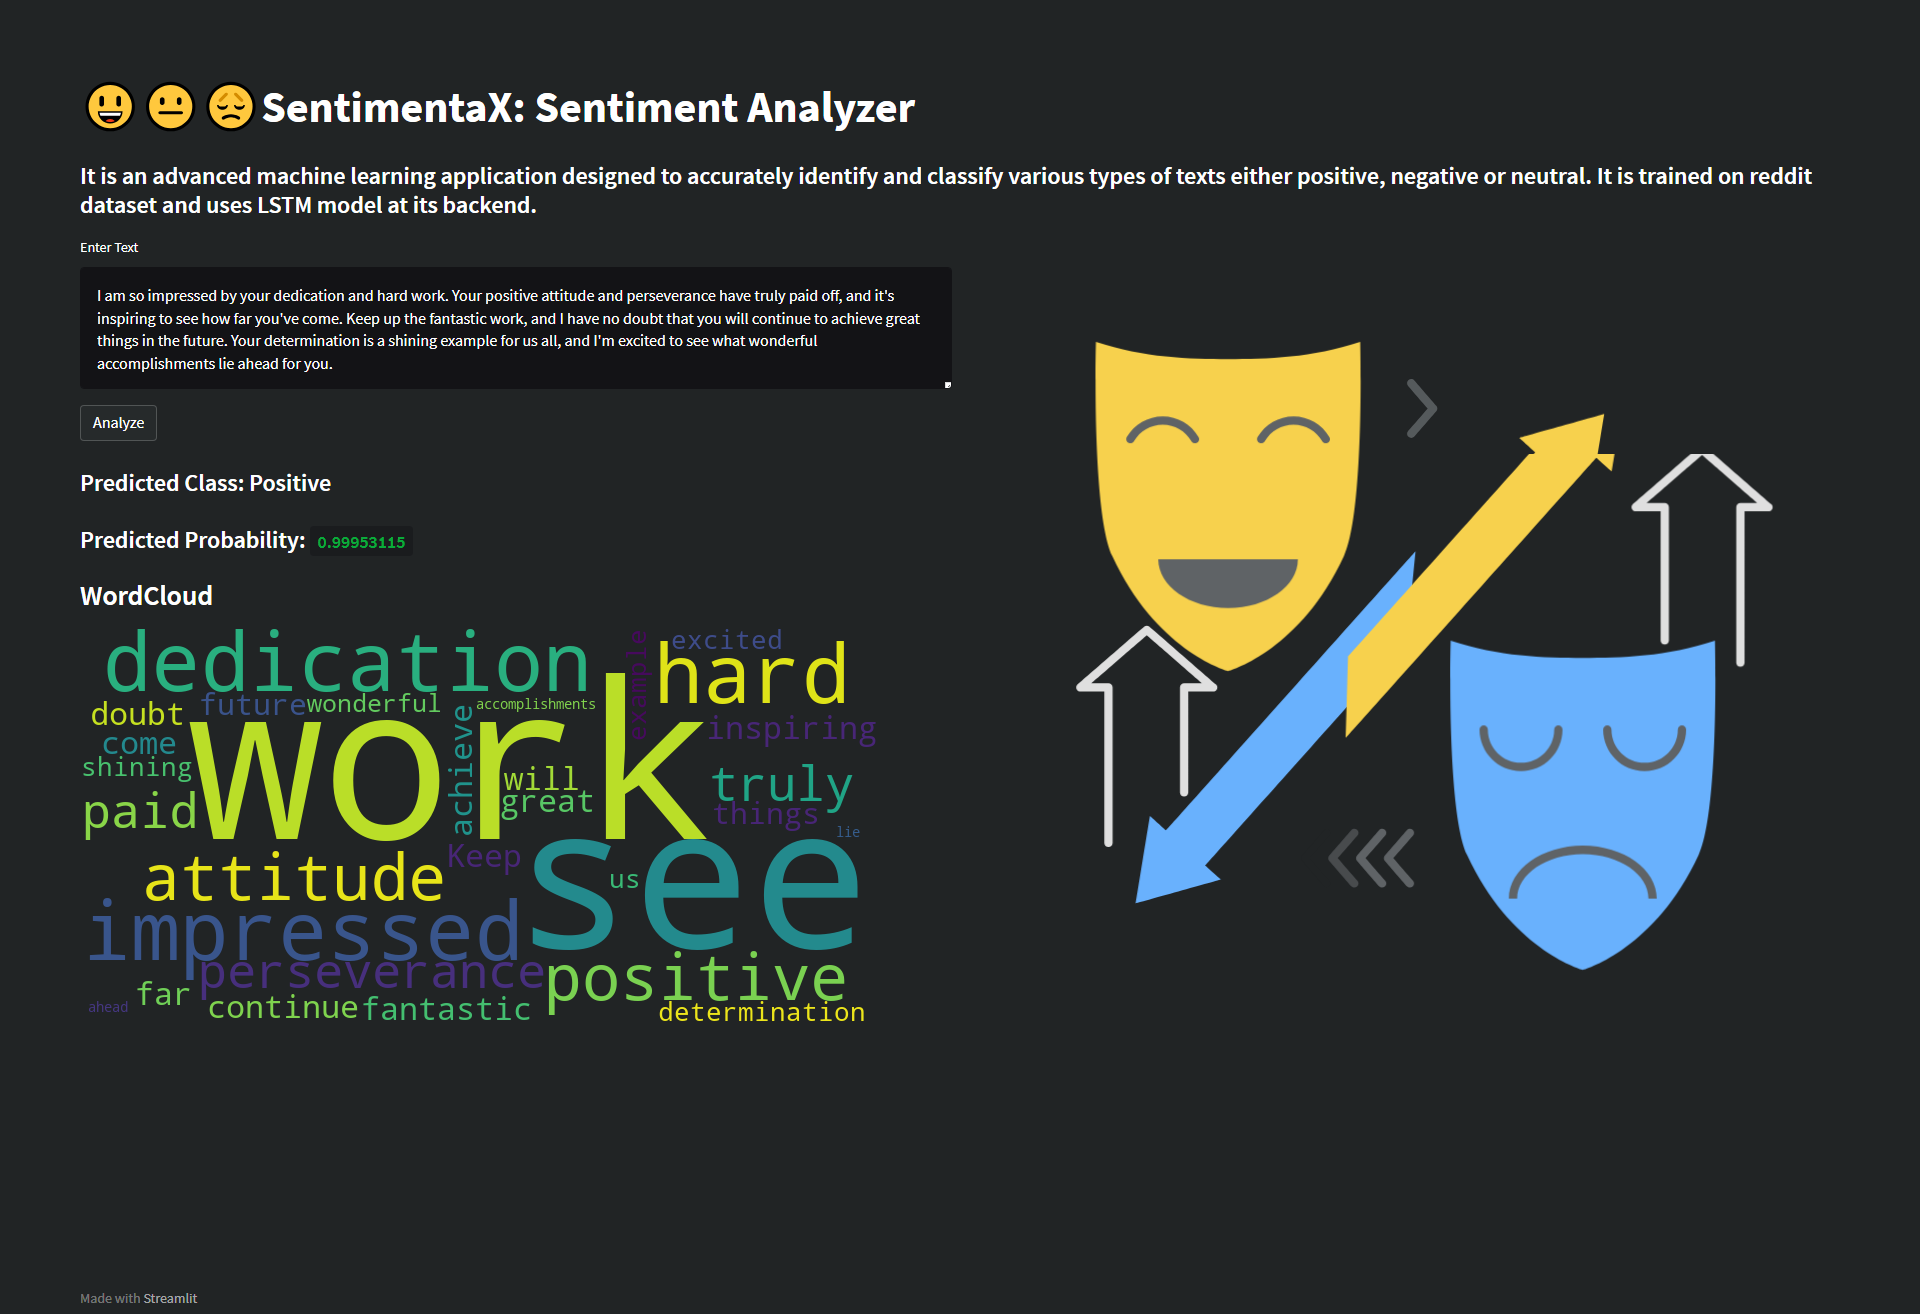 SentimentaX: Sentiment Analyzer
It is an advanced machine learning application designed to accurately identify and classify various types of texts either positive, negative or neutral. It is trained on reddit
dataset and uses LSTM model at its backend.
Enter Text
I am so impressed by your dedication and hard work. Your positive attitude and perseverance have truly paid off, and it's
inspiring to see how far you've come. Keep up the fantastic work, and I have no doubt that you will continue to achieve great
things in the future. Your determination is a shining example for us all, and I'm excited to see what wonderful
accomplishments lie ahead for you.
Analyze
Predicted Class: Positive
Predicted Probability: 0.99953115
WordCloud
dedication
example
excited
hard
doubt
future
wonderful
accomplishments
work
come
achieve
inspiring
shining
will
great
truly
paid
things
lie
attitude
Keep
see
us
impressed
perseverance
positive
ahead
far
continue
fantastic
determination
Made with Streamlit